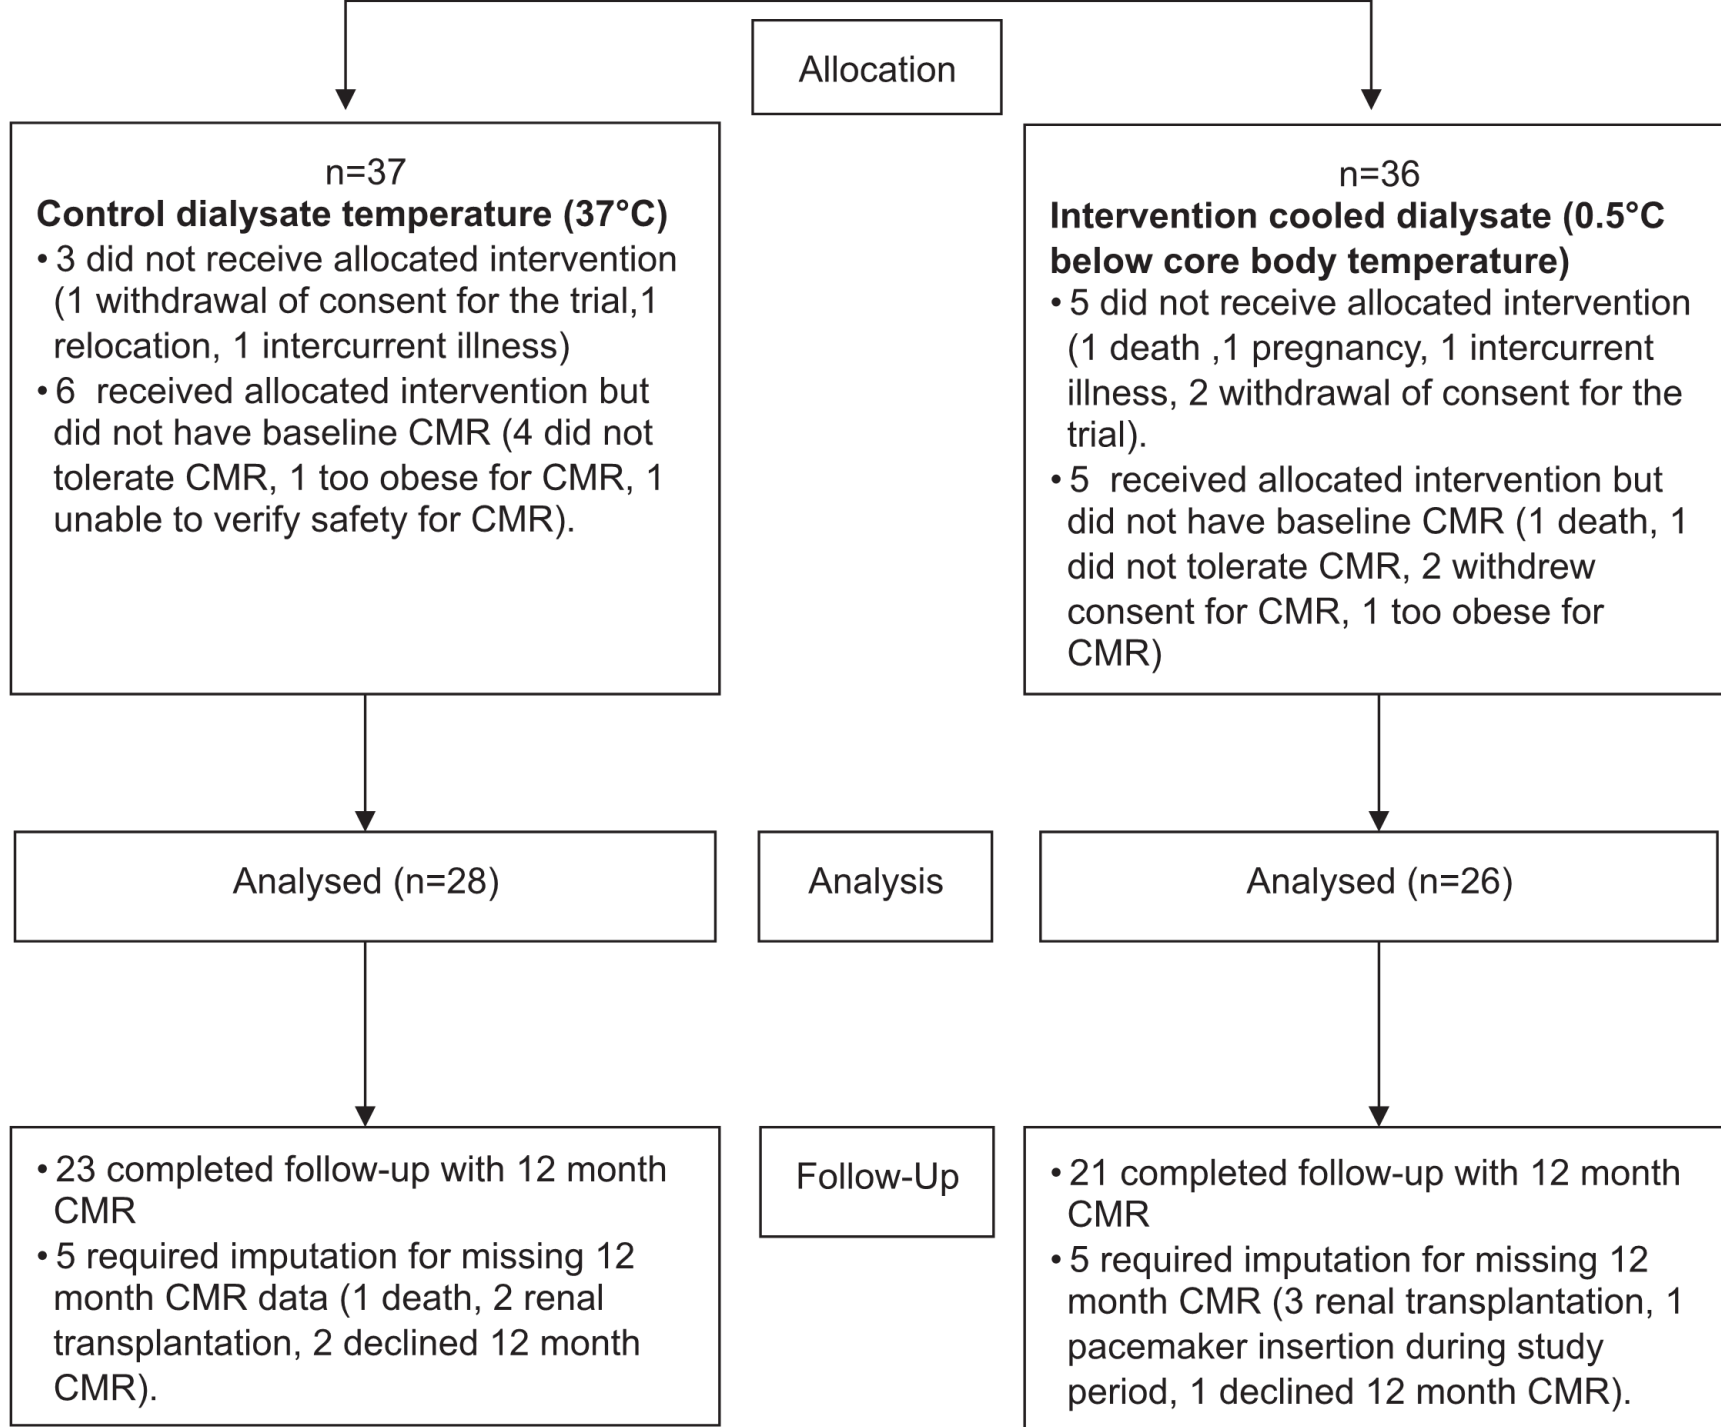 Allocation
n=37
Control dialysate temperature (37°C)
• 3 did not receive allocated intervention
(1 withdrawal of consent for the trial,1
relocation, 1 intercurrent illness)
• 6  received allocated intervention but
did not have baseline CMR (4 did not
tolerate CMR, 1 too obese for CMR, 1
unable to verify safety for CMR).
n=36
Intervention cooled dialysate (0.5°C
below core body temperature)
• 5 did not receive allocated intervention
(1 death ,1 pregnancy, 1 intercurrent
illness, 2 withdrawal of consent for the
trial).
• 5  received allocated intervention but
did not have baseline CMR (1 death, 1
did not tolerate CMR, 2 withdrew
consent for CMR, 1 too obese for
CMR)
Analysed (n=28)
Analysis
Analysed (n=26)
• 23 completed follow-up with 12 month
CMR
• 5 required imputation for missing 12
month CMR data (1 death, 2 renal
transplantation, 2 declined 12 month
CMR).
Follow-Up
• 21 completed follow-up with 12 month
CMR
• 5 required imputation for missing 12
month CMR (3 renal transplantation, 1
pacemaker insertion during study
period, 1 declined 12 month CMR).